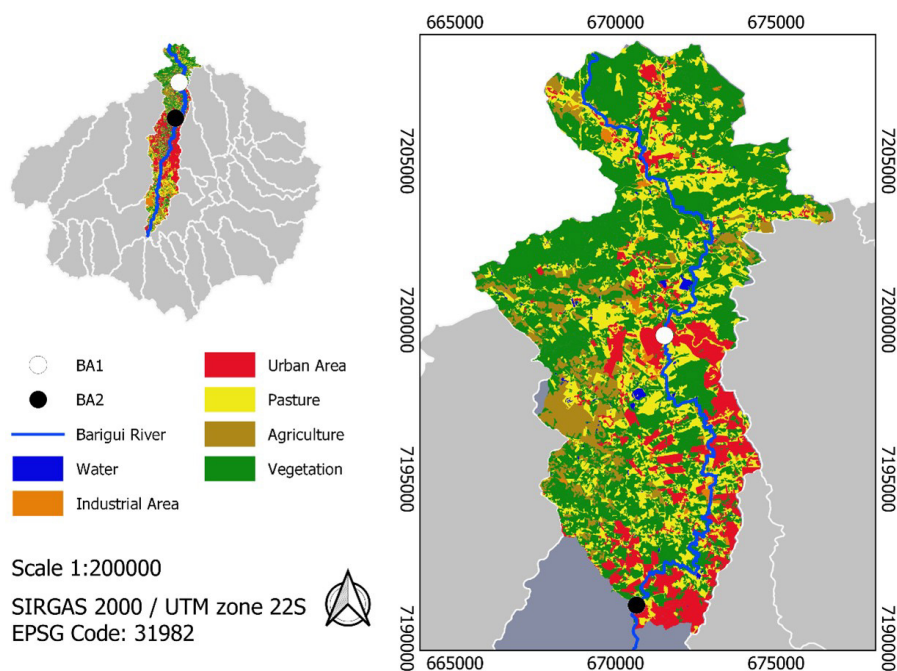 665000 670000 675000
7205000 7205000
7200000 7200000
7195000 7195000
7190000 7190000
665000 670000 675000
BA1
BA2
Barigui River
Water
Industrial Area
Urban Area
Pasture
Agriculture
Vegetation
Scale 1:200000
SIRGAS 2000 / UTM zone 22S
EPSG Code: 31982